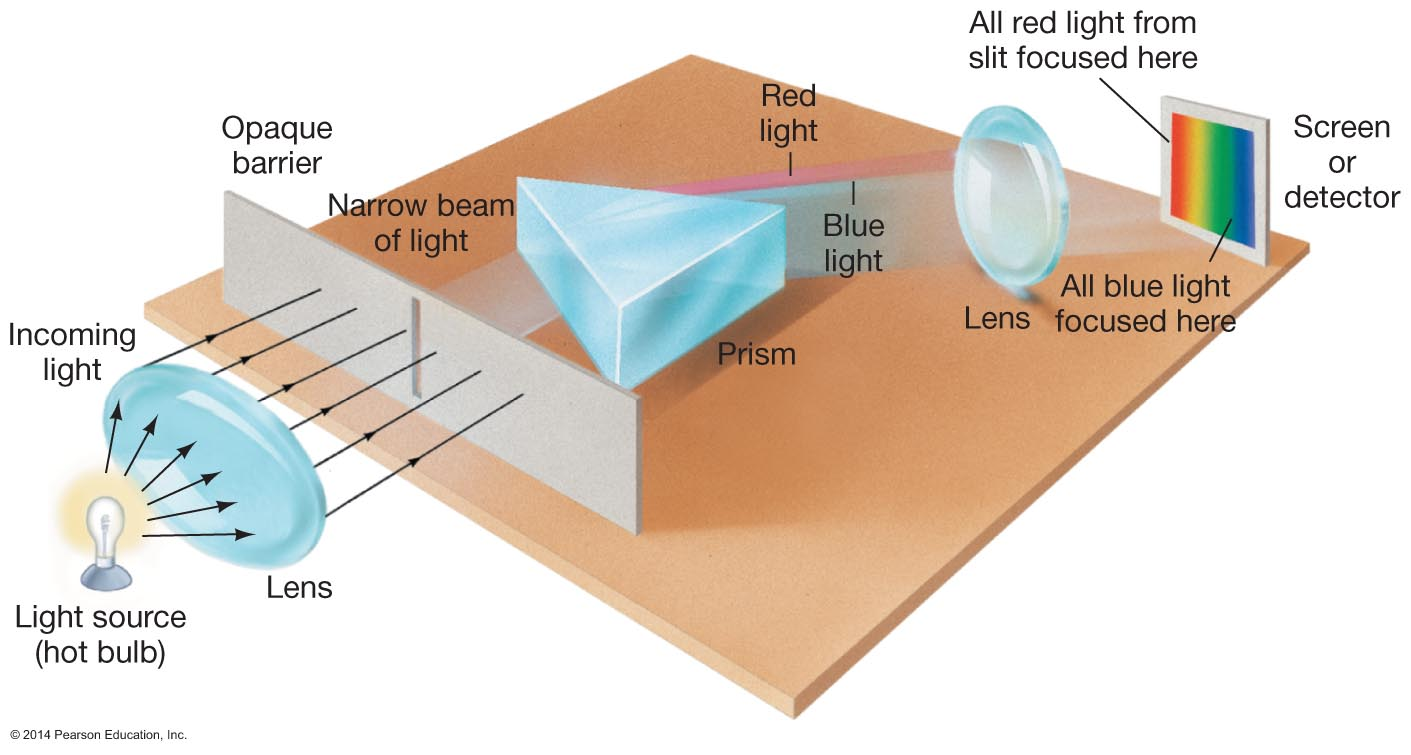 All red light from
slit focused here
Red
light
Opaque
barrier
Screen
or
detector
Narrow beam
of light
Blue
light
All blue light
focused here
Lens
Incoming
light
Prism
Lens
Light source
(hot bulb)
© 2014 Pearson Education, Inc.